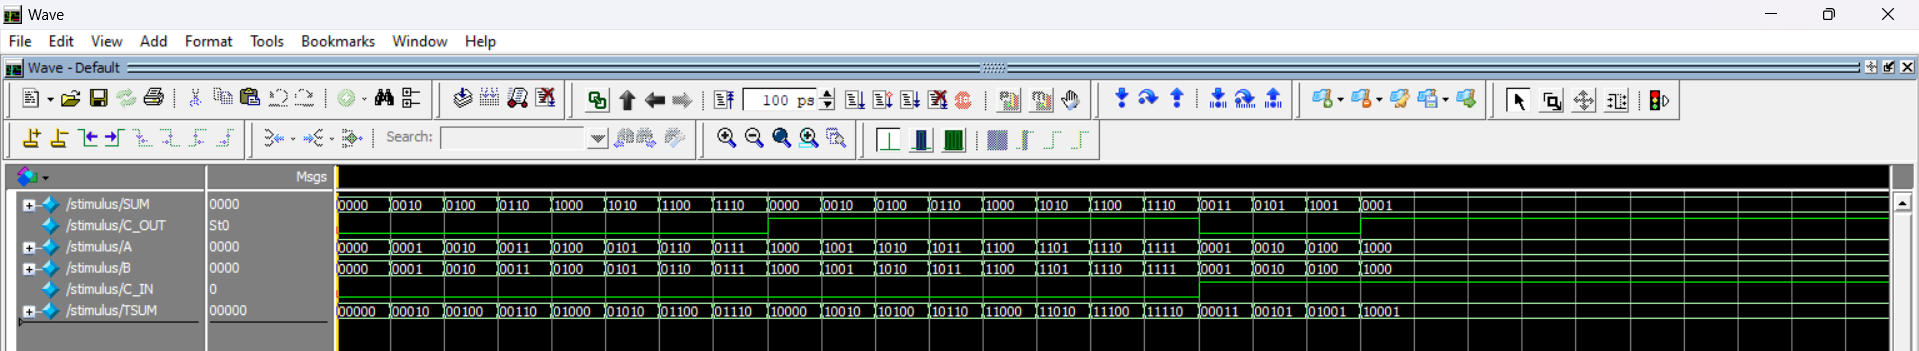 Wave
File Edit View Add Format Tools Bookmarks Window Help
Wave - Default
100 ps
Search:
Msgs
/stimulus/SUM 0000 0000 0010 0100 0110 1000 1010 1100 1110 0000 0010 0100 0110 1000 1010 1100 1110 0011 0101 1001 0001
/stimulus/C_OUT St0
/stimulus/A 0000 0000 0001 0010 0011 0100 0101 0110 0111 1000 1001 1010 1011 1100 1101 1110 1111 0001 0010 0100 1000
/stimulus/B 0000 0000 0001 0010 0011 0100 0101 0110 0111 1000 1001 1010 1011 1100 1101 1110 1111 0001 0010 0100 1000
/stimulus/C_IN 0
/stimulus/TSUM 00000 00000 00010 00100 00110 01000 01010 01100 01110 10000 10010 10100 10110 11000 11010 11100 11110 00011 00101 01001 10001